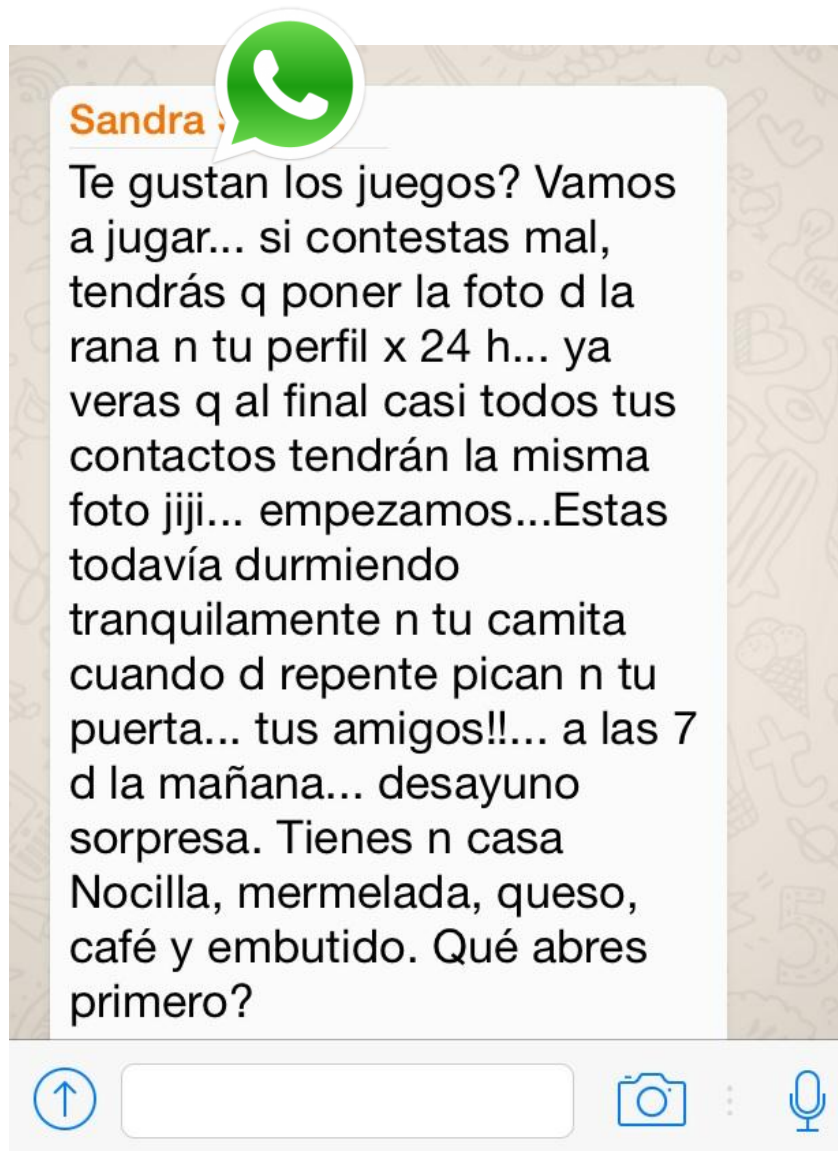 Sandra
Te gustan los juegos? Vamos
a jugar... si contestas mal,
tendrás q poner la foto d la
rana n tu perfil x 24 h... ya
veras q al final casi todos tus
contactos tendrán la misma
foto jiji... empezamos...Estas
todavía durmiendo
tranquilamente n tu camita
cuando d repente pican n tu
puerta... tus amigos!!... a las 7
d la mañana... desayuno
sorpresa. Tienes n casa
Nocilla, mermelada, queso,
café y embutido. Qué abres
primero?